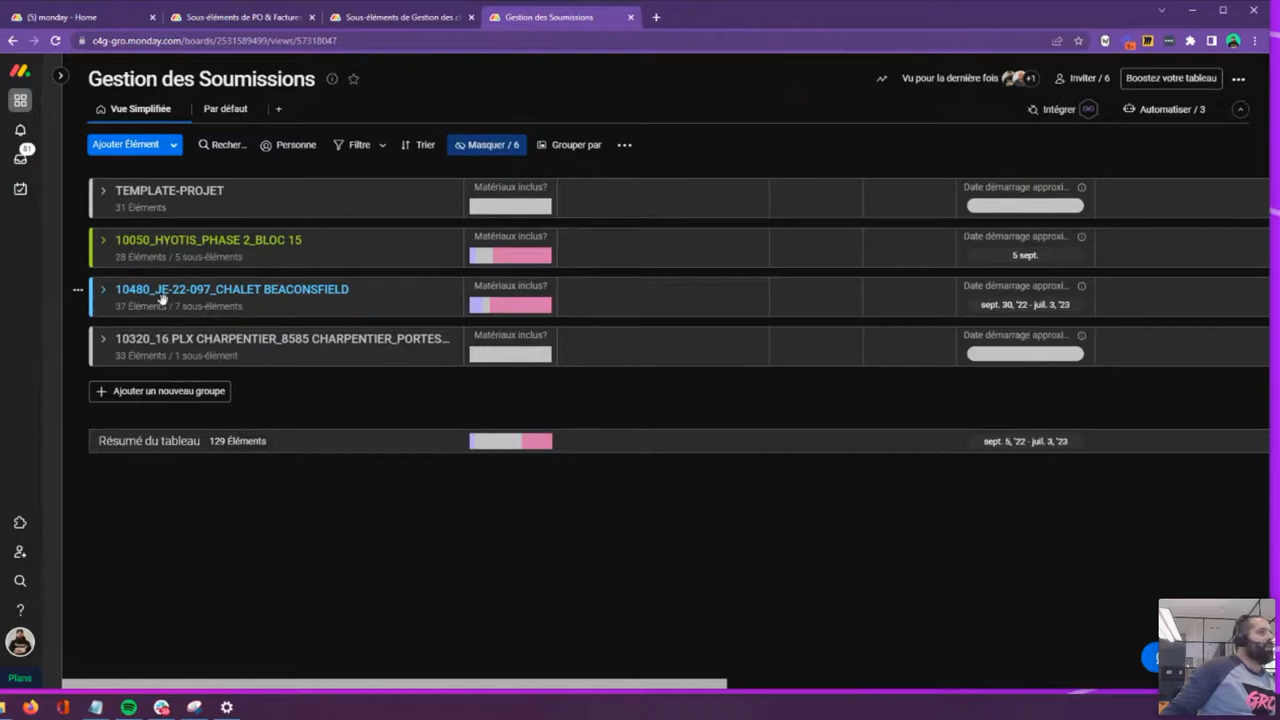 (5) monday - Home
Sous-éléments de PO & Factures
Sous-éléments de Gestion des c
Gestion des Soumissions
c4g-gro.monday.com/boards/2531589499/views/57318047
Gestion des Soumissions
Vu pour la dernière fois
+1
Inviter / 6
Boostez votre tableau
Vue Simplifiée
Par défaut
Intégrer
Automatiser / 3
81
Ajouter Élément
Recher...
Personne
Filtre
Trier
Masquer / 6
Grouper par
TEMPLATE-PROJET
31 Éléments
Matériaux inclus?
Date démarrage approxi...
10050_HYOTIS_PHASE 2_BLOC 15
28 Éléments / 5 sous-éléments
Matériaux inclus?
Date démarrage approxi...
5 sept.
10480_JE-22-097_CHALET BEACONSFIELD
37 Éléments / 7 sous-éléments
Matériaux inclus?
Date démarrage approxi...
sept. 30, '22 - juil. 3, '23
10320_16 PLX CHARPENTIER_8585 CHARPENTIER_PORTES...
33 Éléments / 1 sous-élément
Matériaux inclus?
Date démarrage approxi...
+ Ajouter un nouveau groupe
Résumé du tableau 129 Éléments
sept. 5, '22 - juil. 3, '23
Plans
GRO